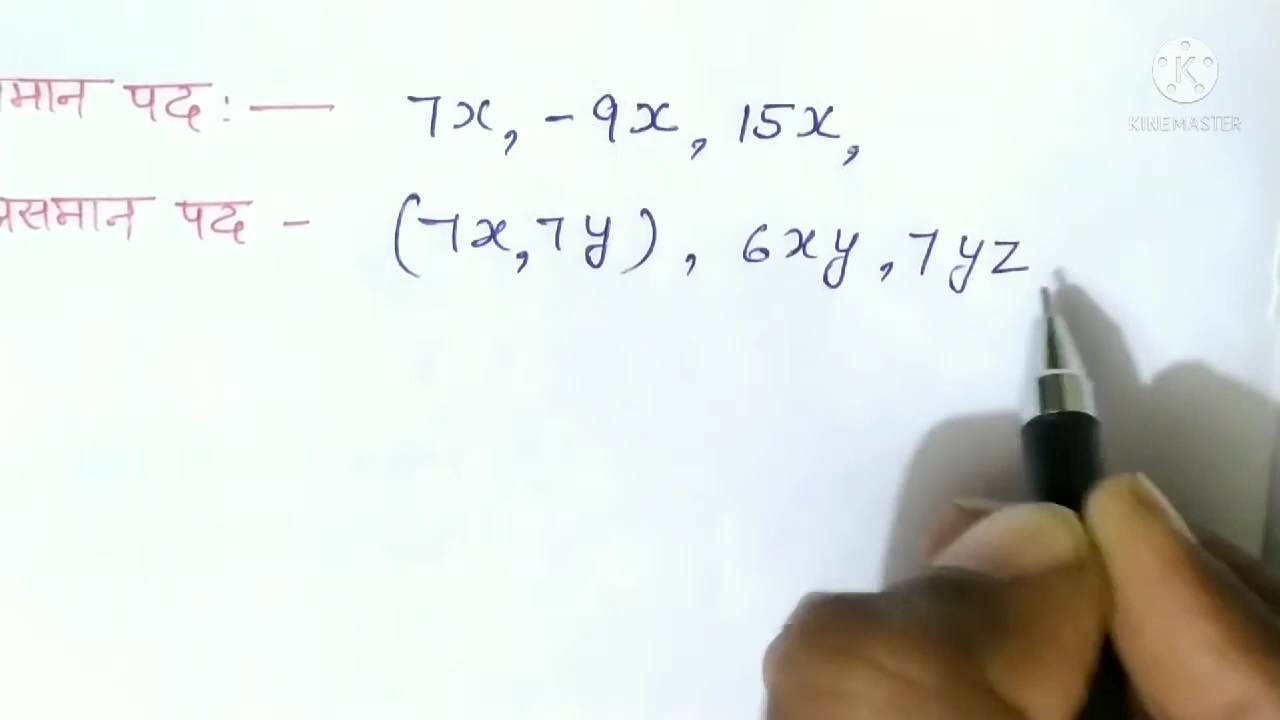 मान पद :— 7x, -9x, 15x,
समान पद - (7x, 7y), 6xy, 7yz
KINEMASTER